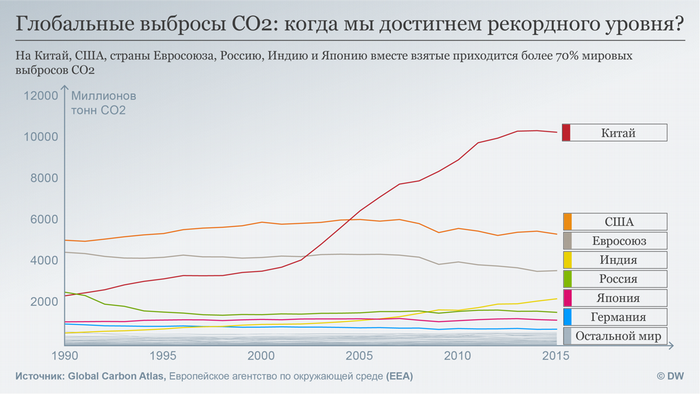 Глобальные выбросы CO2: когда мы достигнем рекордного уровня?
На Китай, США, страны Евросоюза, Россию, Индию и Японию вместе взятые приходится более 70% мировых
выбросов CO2
12000
Миллионов
тонн CO2
10000
Китай
8000
6000
США
Евросоюз
4000
Индия
Россия
2000
Япония
Германия
Остальной мир
1990 1995 2000 2005 2010 2015
Источник: Global Carbon Atlas, Европейское агентство по окружающей среде (EEA) © DW